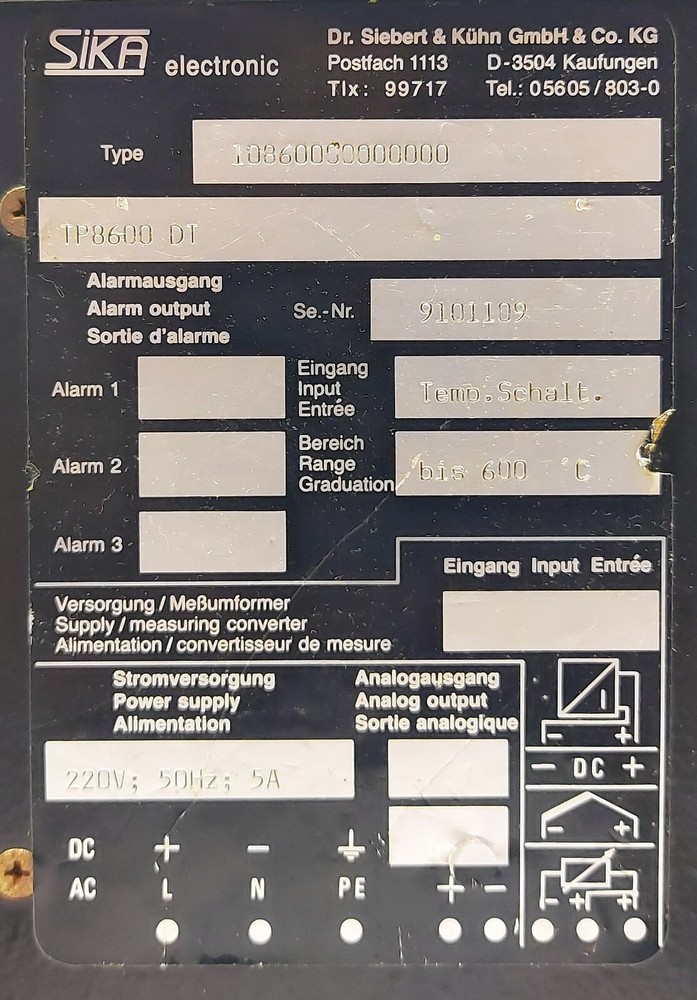 SIKA electronic
Dr. Siebert & Kühn GmbH & Co. KG
Postfach 1113 D-3504 Kaufungen
Tlx: 99717 Tel.: 05605/803-0
Type 10860000000000
TP8600 DT
Alarmausgang
Alarm output
Sortie d'alarme
Se.-Nr. 9101109
Alarm 1
Eingang
Input
Entrée
Temp.Schalt.
Alarm 2
Bereich
Range
Graduation
bis 600 °C
Alarm 3
Eingang Input Entrée
Versorgung / Meßumformer
Supply / measuring converter
Alimentation / convertisseur de mesure
Stromversorgung
Power supply
Alimentation
Analogausgang
Analog output
Sortie analogique
220V; 50Hz; 5A
- +
- DC +
- +
- + +
DC + -
AC L N PE + -